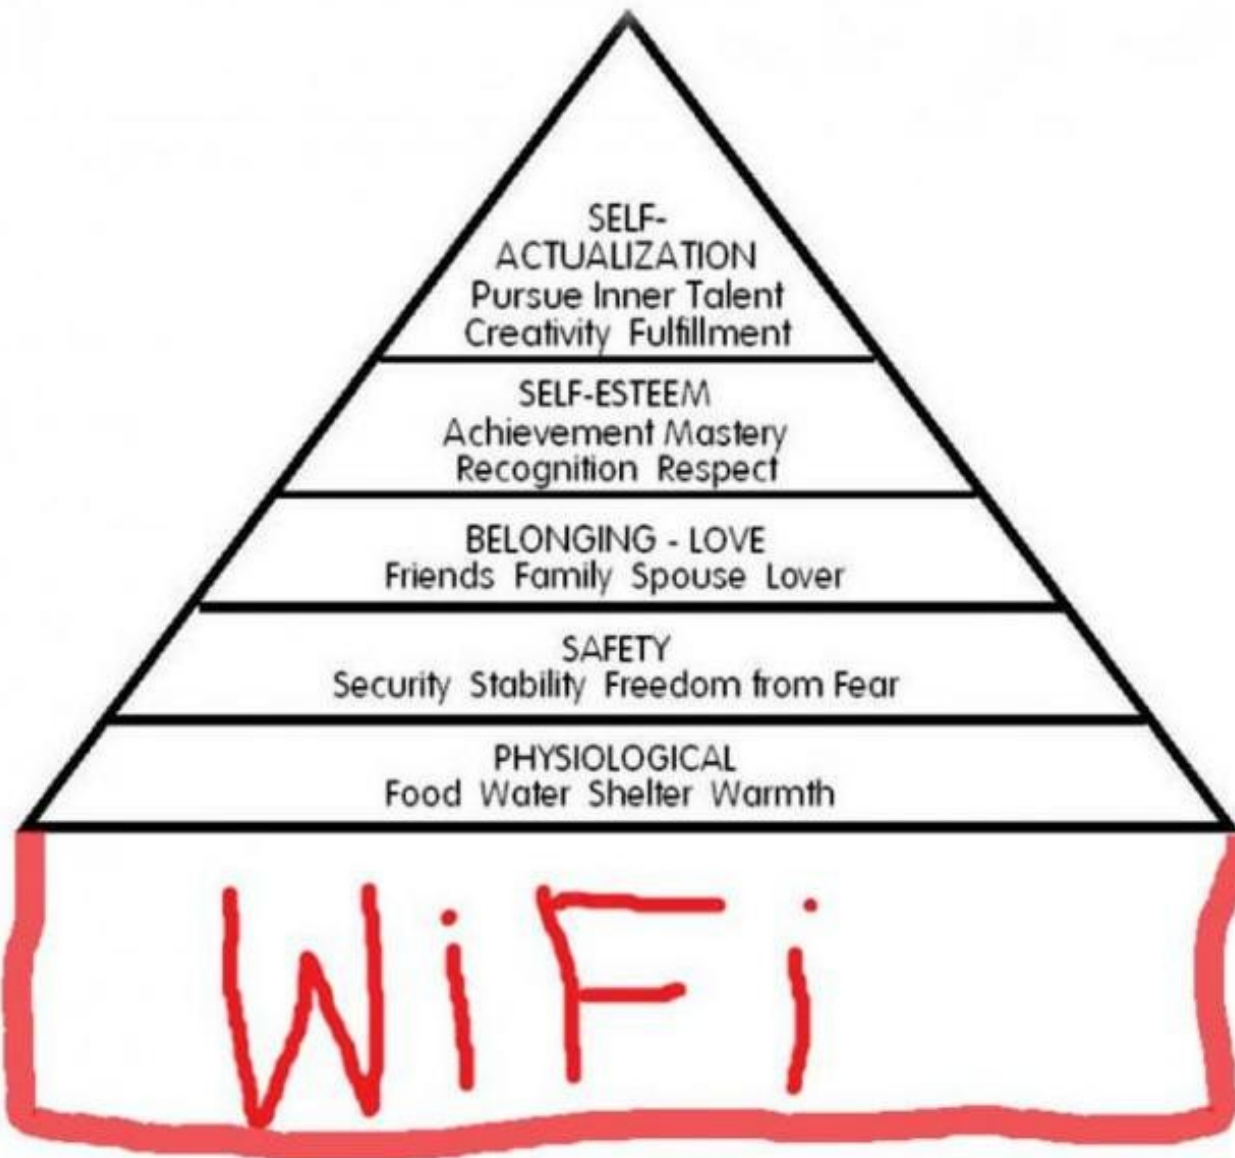 SELF-
ACTUALIZATION
Pursue Inner Talent
Creativity Fulfillment
SELF-ESTEEM
Achievement Mastery
Recognition Respect
BELONGING - LOVE
Friends Family Spouse Lover
SAFETY
Security Stability Freedom from Fear
PHYSIOLOGICAL
Food Water Shelter Warmth
WiFi